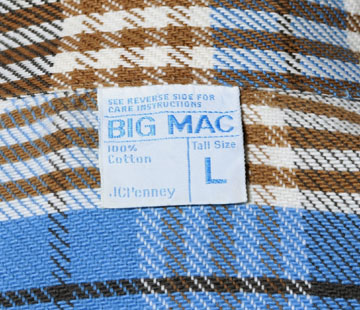 SEE REVERSE SIDE FOR
CARE INSTRUCTIONS
BIG MAC
100%
Cotton
Tall Size
L
JCPenney